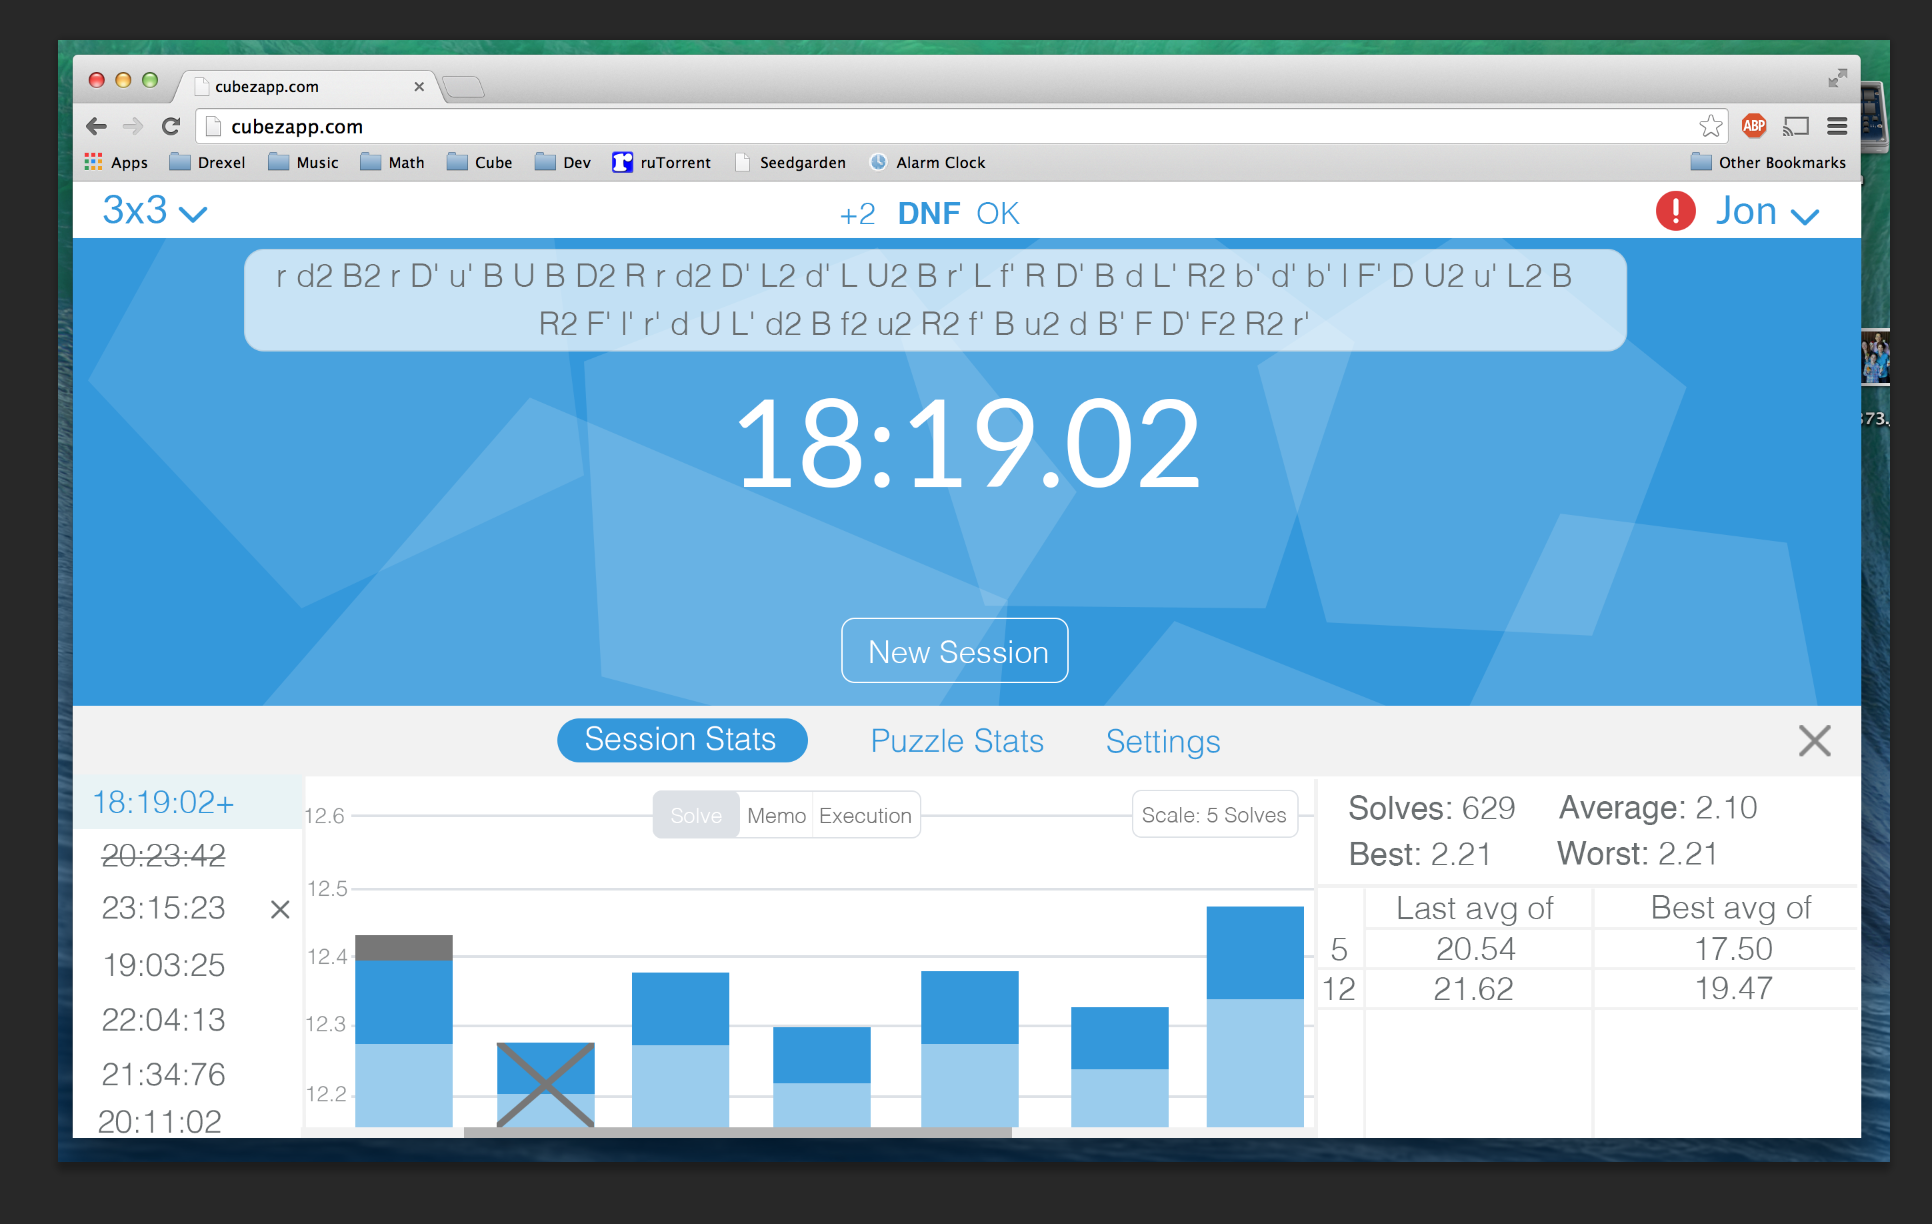 cubezapp.com
cubezapp.com
ABP
Apps Drexel Music Math Cube Dev ruTorrent Seedgarden Alarm Clock Other Bookmarks
3x3 +2 DNF OK ! Jon
r d2 B2 r D' u' B U B D2 R r d2 D' L2 d' L U2 B r' L f' R D' B d L' R2 b' d' b' l F' D U2 u' L2 B
R2 F' l' r' d U L' d2 B f2 u2 R2 f' B u2 d B' F D' F2 R2 r'
18:19.02
New Session
Session Stats Puzzle Stats Settings
18:19:02+
20:23:42
23:15:23
19:03:25
22:04:13
21:34:76
20:11:02
12.6
12.5
12.4
12.3
12.2
Solve Memo Execution
Scale: 5 Solves
Solves: 629 Average: 2.10
Best: 2.21 Worst: 2.21
Last avg of Best avg of
5 20.54 17.50
12 21.62 19.47
373.